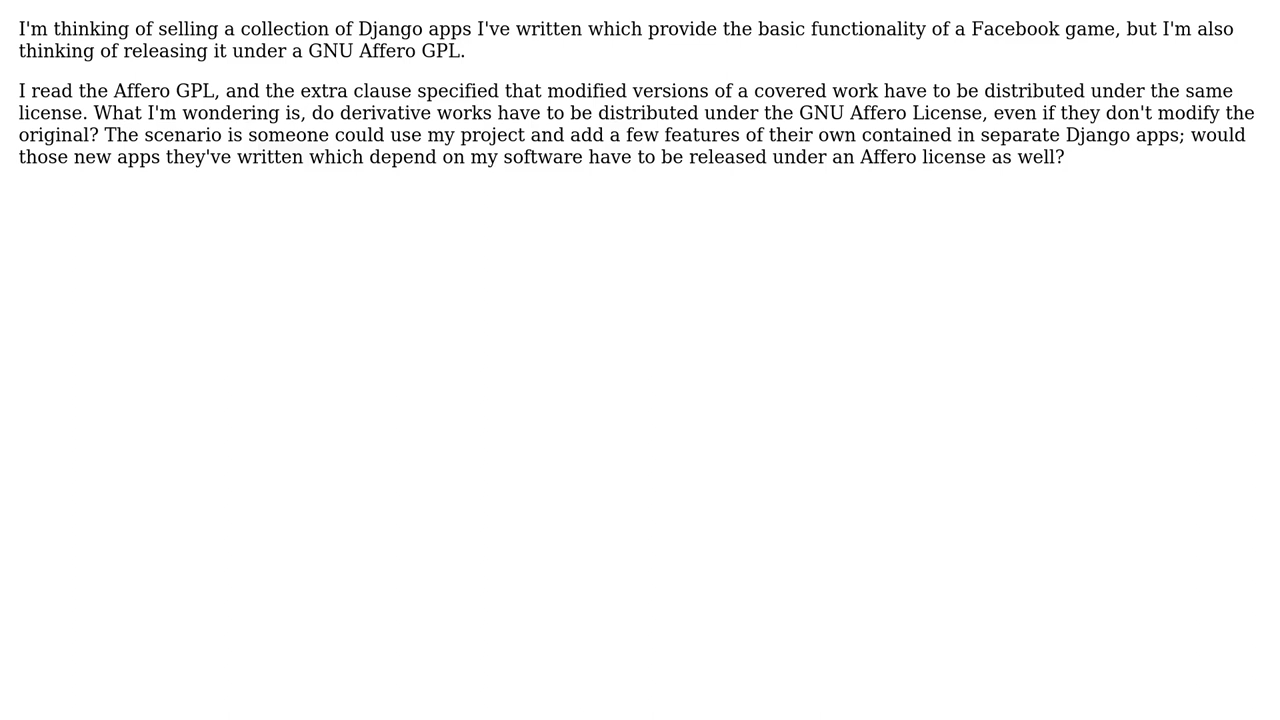 I'm thinking of selling a collection of Django apps I've written which provide the basic functionality of a Facebook game, but I'm also
thinking of releasing it under a GNU Affero GPL.
I read the Affero GPL, and the extra clause specified that modified versions of a covered work have to be distributed under the same
license. What I'm wondering is, do derivative works have to be distributed under the GNU Affero License, even if they don't modify the
original? The scenario is someone could use my project and add a few features of their own contained in separate Django apps; would
those new apps they've written which depend on my software have to be released under an Affero license as well?